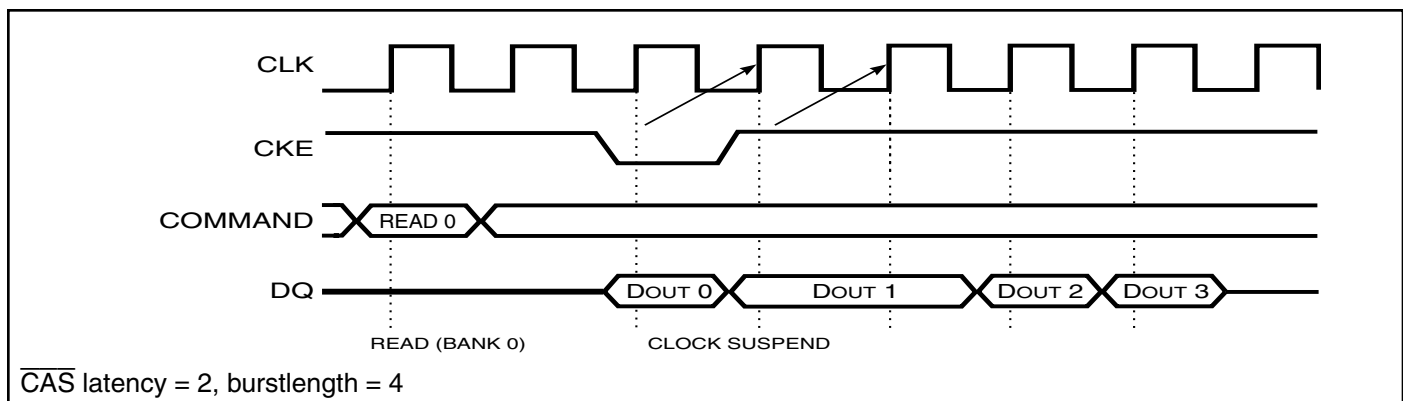 CLK
CKE
COMMAND READ 0
DQ DOUT 0 DOUT 1 DOUT 2 DOUT 3
READ (BANK 0) CLOCK SUSPEND
CAS latency = 2, burstlength = 4